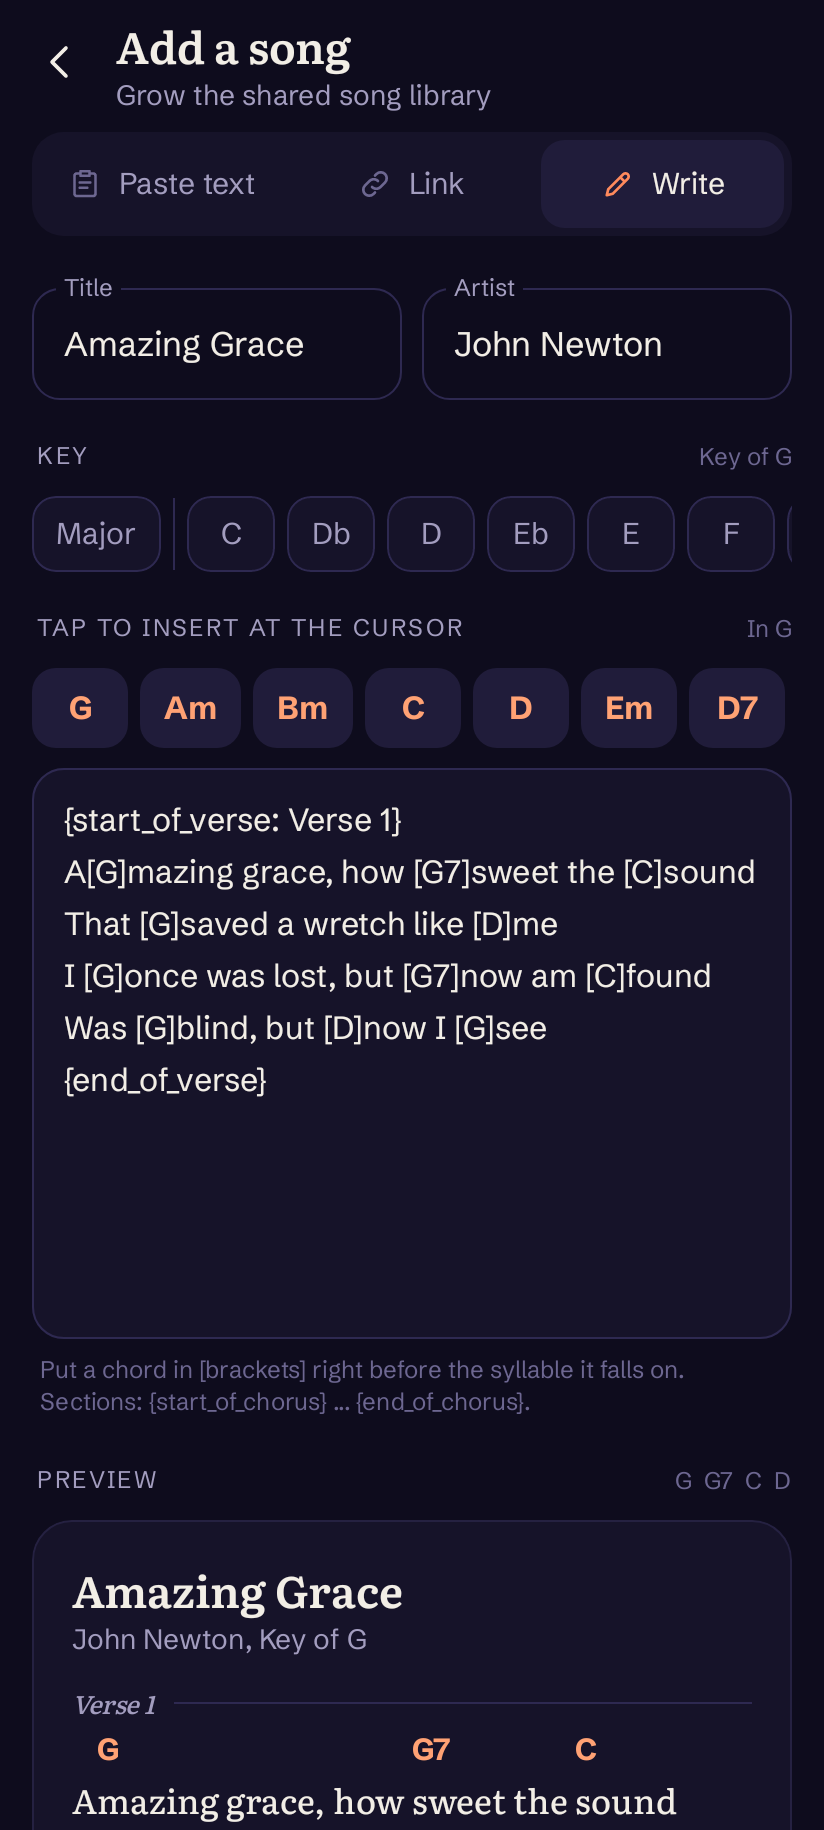 Add a song
Grow the shared song library
Paste text Link Write
Title Artist
Amazing Grace John Newton
KEY Key of G
Major C Db D Eb E F
TAP TO INSERT AT THE CURSOR In G
G Am Bm C D Em D7
{start_of_verse: Verse 1}
A[G]mazing grace, how [G7]sweet the [C]sound
That [G]saved a wretch like [D]me
I [G]once was lost, but [G7]now am [C]found
Was [G]blind, but [D]now I [G]see
{end_of_verse}
Put a chord in [brackets] right before the syllable it falls on.
Sections: {start_of_chorus} ... {end_of_chorus}.
PREVIEW G G7 C D
Amazing Grace
John Newton, Key of G
Verse 1
G G7 C
Amazing grace, how sweet the sound